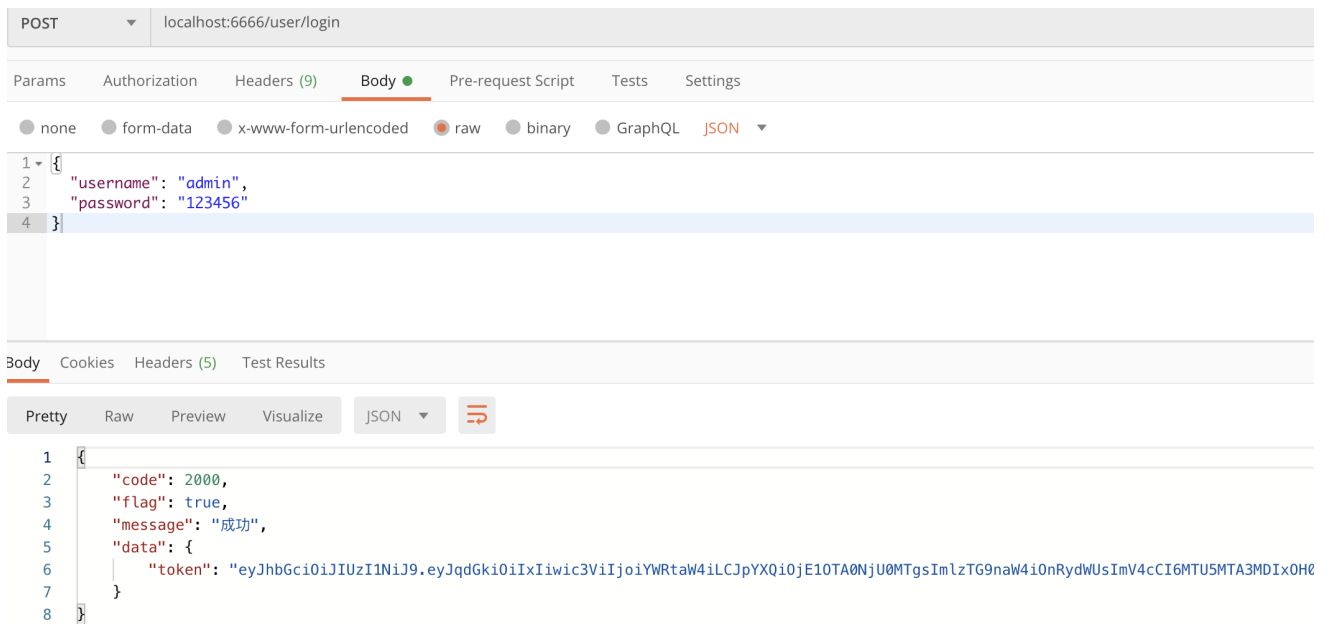 POST localhost:6666/user/login
Params Authorization Headers (9) Body Pre-request Script Tests Settings
none form-data x-www-form-urlencoded raw binary GraphQL JSON
1 {
2 "username": "admin",
3 "password": "123456"
4 }
Body Cookies Headers (5) Test Results
Pretty Raw Preview Visualize JSON
1 {
2 "code": 2000,
3 "flag": true,
4 "message": "成功",
5 "data": {
6 "token": "eyJhbGciOiJIUzI1NiJ9.eyJqdGkiOiIxIiwic3ViIjoiYWRtaW4iLCJpYXQiOjE1OTA0NjU0MTgsImlzTG9naW4iOnRydWUsImV4cCI6MTU5MTA3MDIxOH0
7 }
8 }